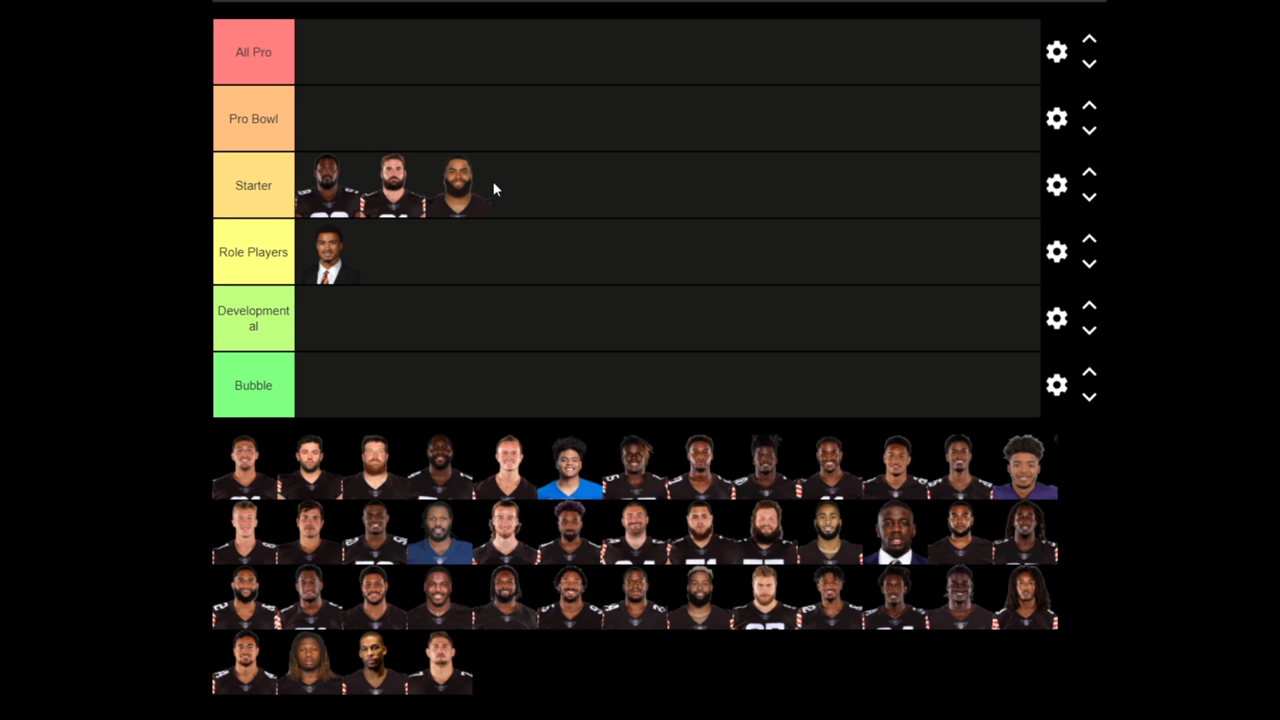 All Pro
Pro Bowl
Starter
Role Players
Development
al
Bubble